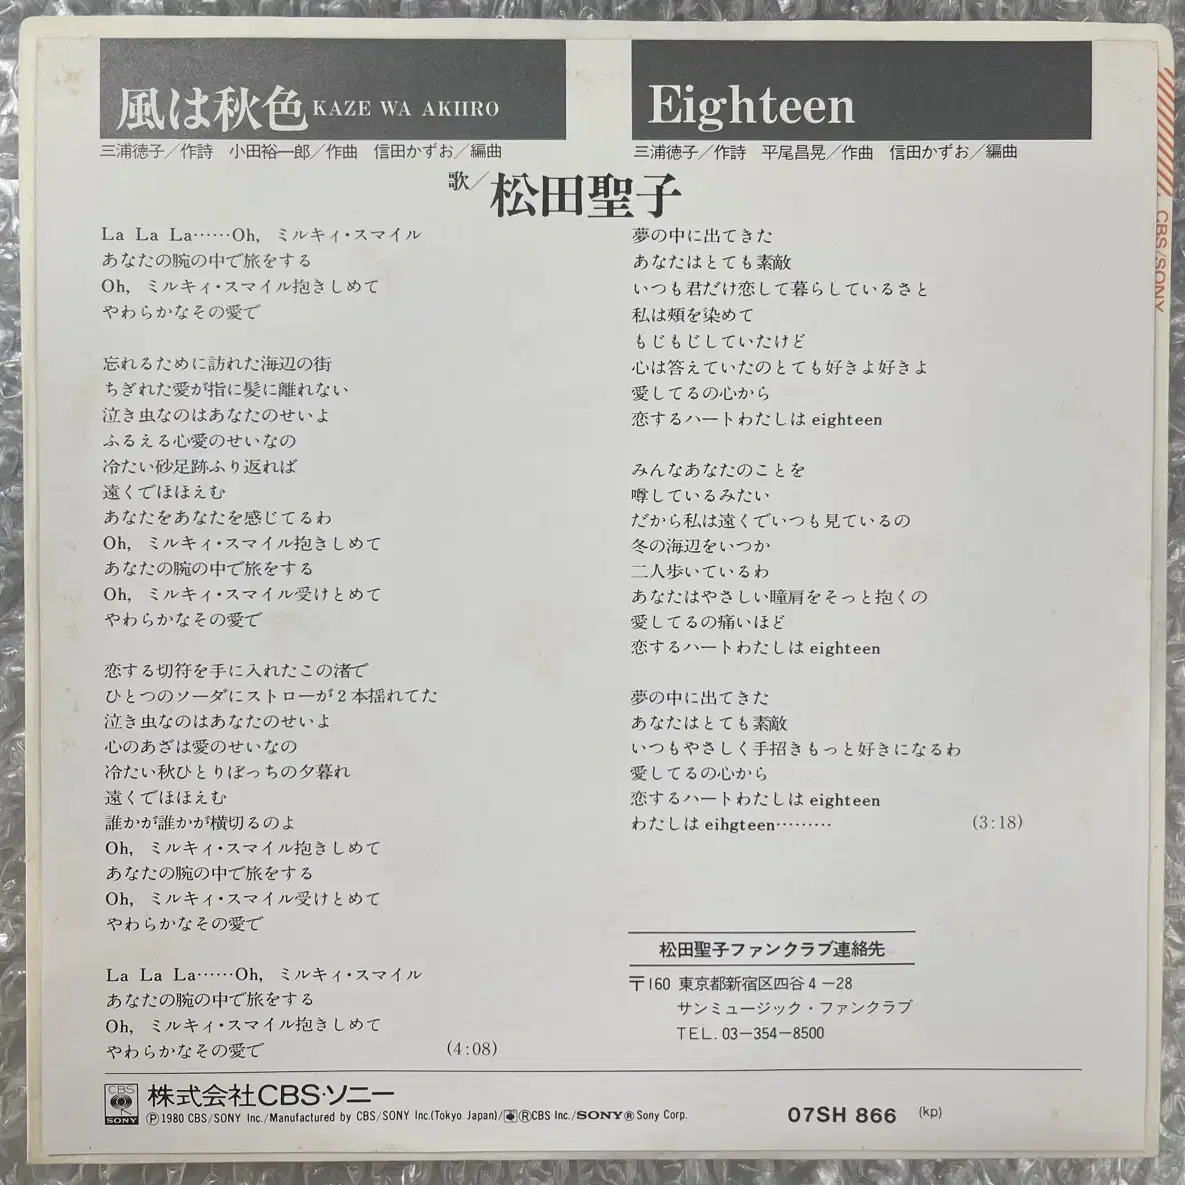 風は秋色 KAZE WA AKIIRO
三浦徳子／作詩 小田裕一郎／作曲 信田かずお／編曲
Eighteen
三浦徳子／作詩 平尾昌晃／作曲 信田かずお／編曲
歌／松田聖子
La La La……Oh, ミルキィ・スマイル
あなたの腕の中で旅をする
Oh, ミルキィ・スマイル抱きしめて
やわらかなその愛で
忘れるために訪れた海辺の街
ちぎれた愛が指に髪に離れない
泣き虫なのはあなたのせいよ
ふるえる心愛のせいなの
冷たい砂足跡ふり返れば
遠くでほほえむ
あなたをあなたを感じてるわ
Oh, ミルキィ・スマイル抱きしめて
あなたの腕の中で旅をする
Oh, ミルキィ・スマイル受けとめて
やわらかなその愛で
恋する切符を手に入れたこの渚で
ひとつのソーダにストローが2本揺れてた
泣き虫なのはあなたのせいよ
心のあざは愛のせいなの
冷たい秋ひとりぼっちの夕暮れ
遠くでほほえむ
誰かが誰かが横切るのよ
Oh, ミルキィ・スマイル抱きしめて
あなたの腕の中で旅をする
Oh, ミルキィ・スマイル受けとめて
やわらかなその愛で
La La La……Oh, ミルキィ・スマイル
あなたの腕の中で旅をする
Oh, ミルキィ・スマイル抱きしめて
やわらかなその愛で (4:08)
夢の中に出てきた
あなたはとても素敵
いつも君だけ恋して暮らしているさと
私は頬を染めて
もじもじしていたけど
心は答えていたのとても好きよ好きよ
愛してるの心から
恋するハートわたしは eighteen
みんなあなたのことを
噂しているみたい
だから私は遠くでいつも見ているの
冬の海辺をいつか
二人歩いているわ
あなたはやさしい瞳肩をそっと抱くの
愛してるの痛いほど
恋するハートわたしは eighteen
夢の中に出てきた
あなたはとても素敵
いつもやさしく手招きもっと好きになるわ
愛してるの心から
恋するハートわたしは eighteen
わたしは eihgteen……… (3:18)
松田聖子ファンクラブ連絡先
〒160 東京都新宿区四谷4－28
サンミュージック・ファンクラブ
TEL. 03－354－8500
CBS SONY 株式会社CBS・ソニー
Ⓟ1980 CBS/SONY Inc./Manufactured by CBS/SONY Inc.(Tokyo Japan)/ⓇCBS Inc./SONYⓇSony Corp.
07SH 866 (kp)
CBS/SONY